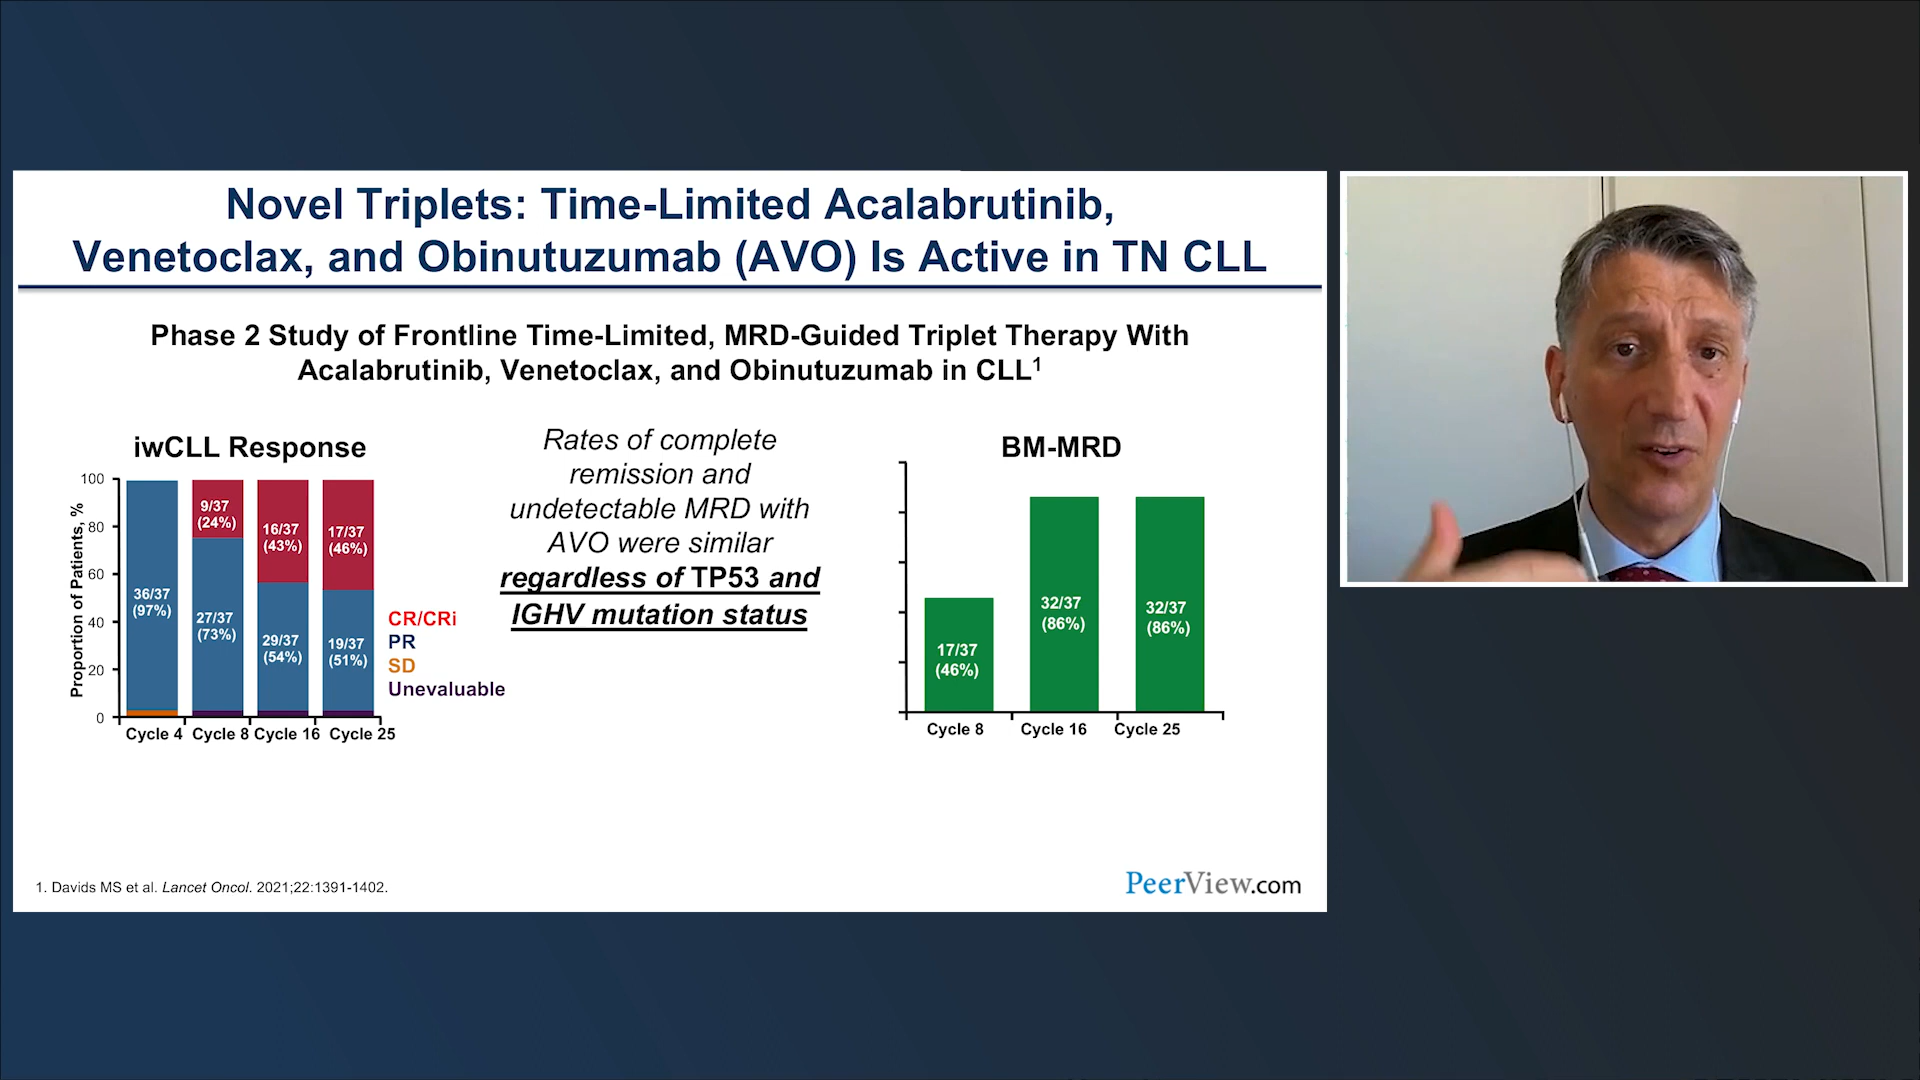 Novel Triplets: Time-Limited Acalabrutinib,
Venetoclax, and Obinutuzumab (AVO) Is Active in TN CLL
Phase 2 Study of Frontline Time-Limited, MRD-Guided Triplet Therapy With
Acalabrutinib, Venetoclax, and Obinutuzumab in CLL1
iwCLL Response
Proportion of Patients, %
100
80
60
40
20
0
36/37
(97%)
9/37
(24%)
27/37
(73%)
16/37
(43%)
29/37
(54%)
17/37
(46%)
19/37
(51%)
Cycle 4 Cycle 8 Cycle 16 Cycle 25
CR/CRi
PR
SD
Unevaluable
Rates of complete
remission and
undetectable MRD with
AVO were similar
regardless of TP53 and
IGHV mutation status
BM-MRD
17/37
(46%)
32/37
(86%)
32/37
(86%)
Cycle 8 Cycle 16 Cycle 25
1. Davids MS et al. Lancet Oncol. 2021;22:1391-1402.
PeerView.com